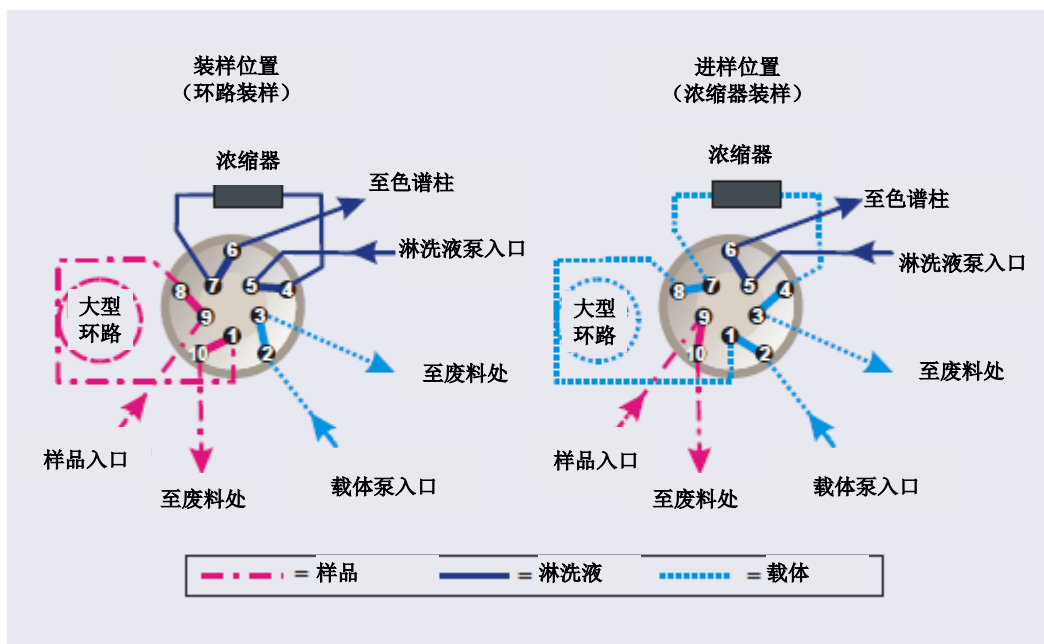 装样位置
（环路装样）
浓缩器
至色谱柱
淋洗液泵入口
6
7
5
4
8
9
3
1
10
2
大型
环路
样品入口
至废料处
至废料处
载体泵入口
进样位置
（浓缩器装样）
浓缩器
至色谱柱
淋洗液泵入口
6
7
5
4
8
9
3
1
10
2
大型
环路
样品入口
至废料处
至废料处
载体泵入口
= 样品
= 淋洗液
= 载体